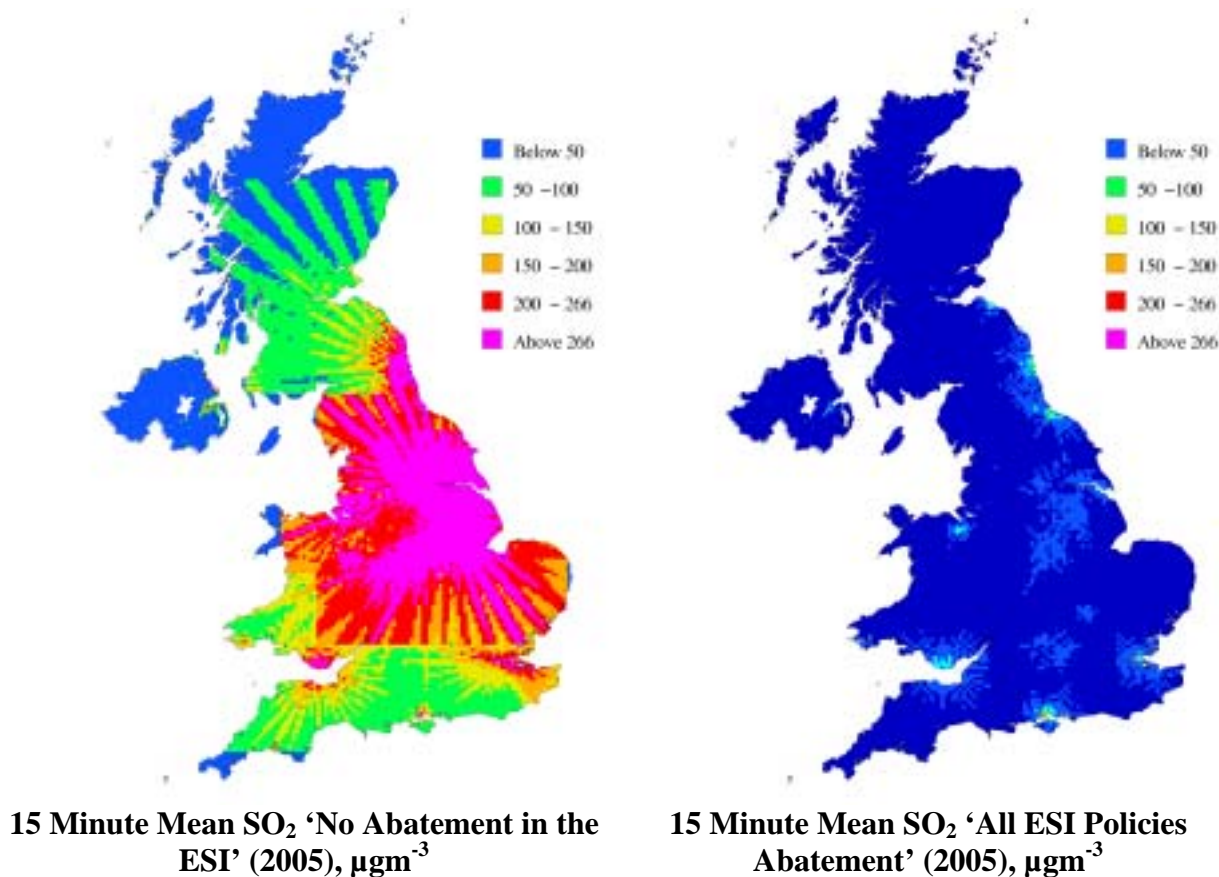 Below 50
50 –100
100 – 150
150 – 200
200 – 266
Above 266
Below 50
50 –100
100 – 150
150 – 200
200 – 266
Above 266
15 Minute Mean SO₂ ‘No Abatement in the
ESI’ (2005), µgm⁻³
15 Minute Mean SO₂ ‘All ESI Policies
Abatement’ (2005), µgm⁻³